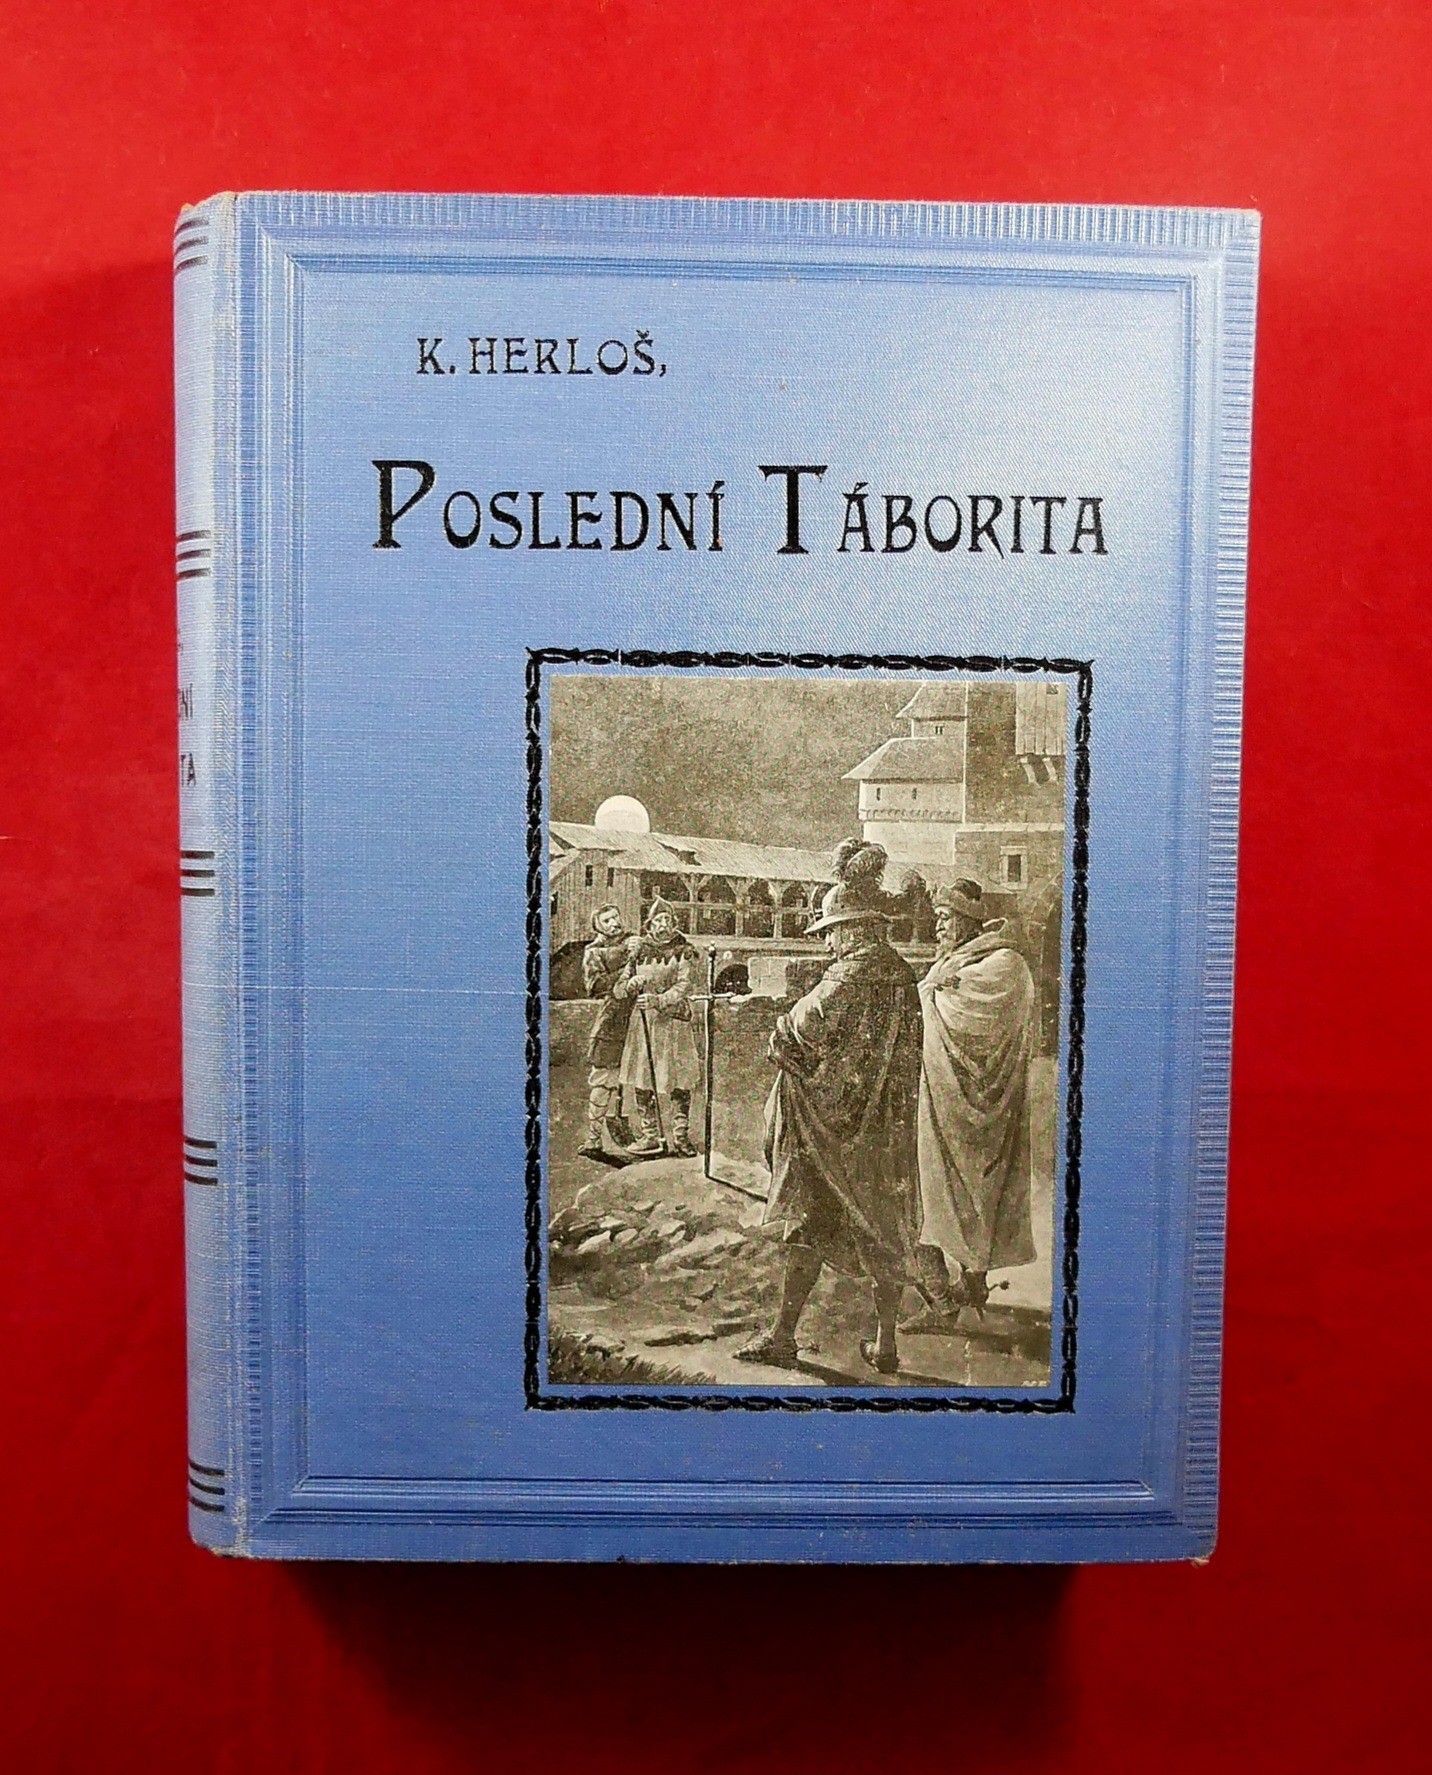 K. HERLOŠ,
POSLEDNÍ TÁBORITA